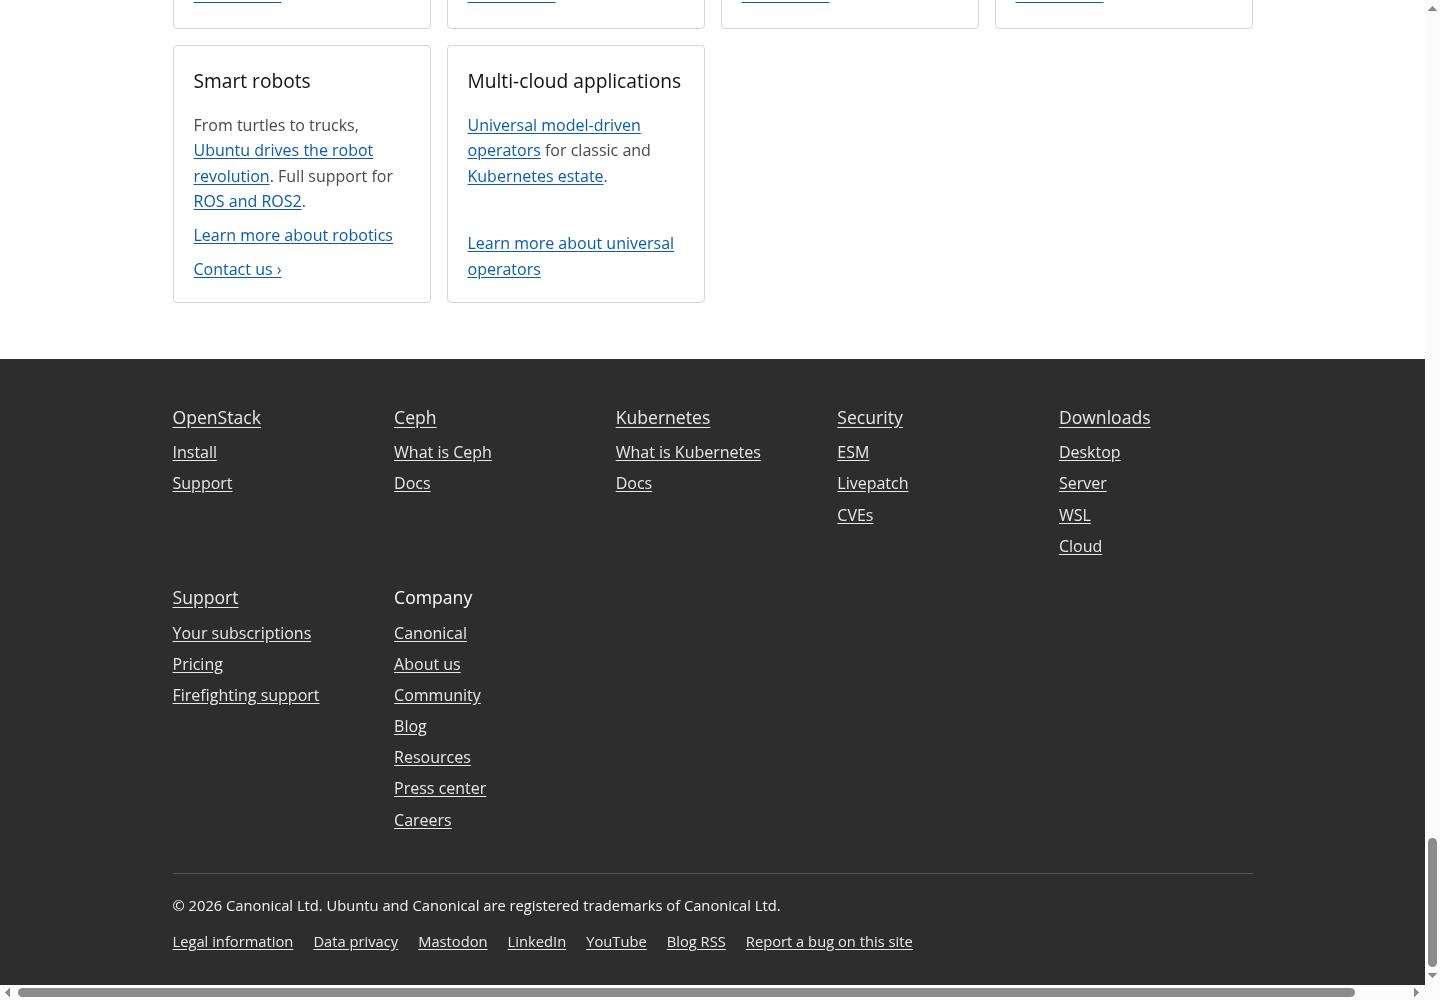 Smart robots
From turtles to trucks,
Ubuntu drives the robot
revolution. Full support for
ROS and ROS2.
Learn more about robotics
Contact us ›
Multi-cloud applications
Universal model-driven
operators for classic and
Kubernetes estate.
Learn more about universal
operators
OpenStack
Install
Support
Ceph
What is Ceph
Docs
Kubernetes
What is Kubernetes
Docs
Security
ESM
Livepatch
CVEs
Downloads
Desktop
Server
WSL
Cloud
Support
Your subscriptions
Pricing
Firefighting support
Company
Canonical
About us
Community
Blog
Resources
Press center
Careers
© 2026 Canonical Ltd. Ubuntu and Canonical are registered trademarks of Canonical Ltd.
Legal information Data privacy Mastodon LinkedIn YouTube Blog RSS Report a bug on this site